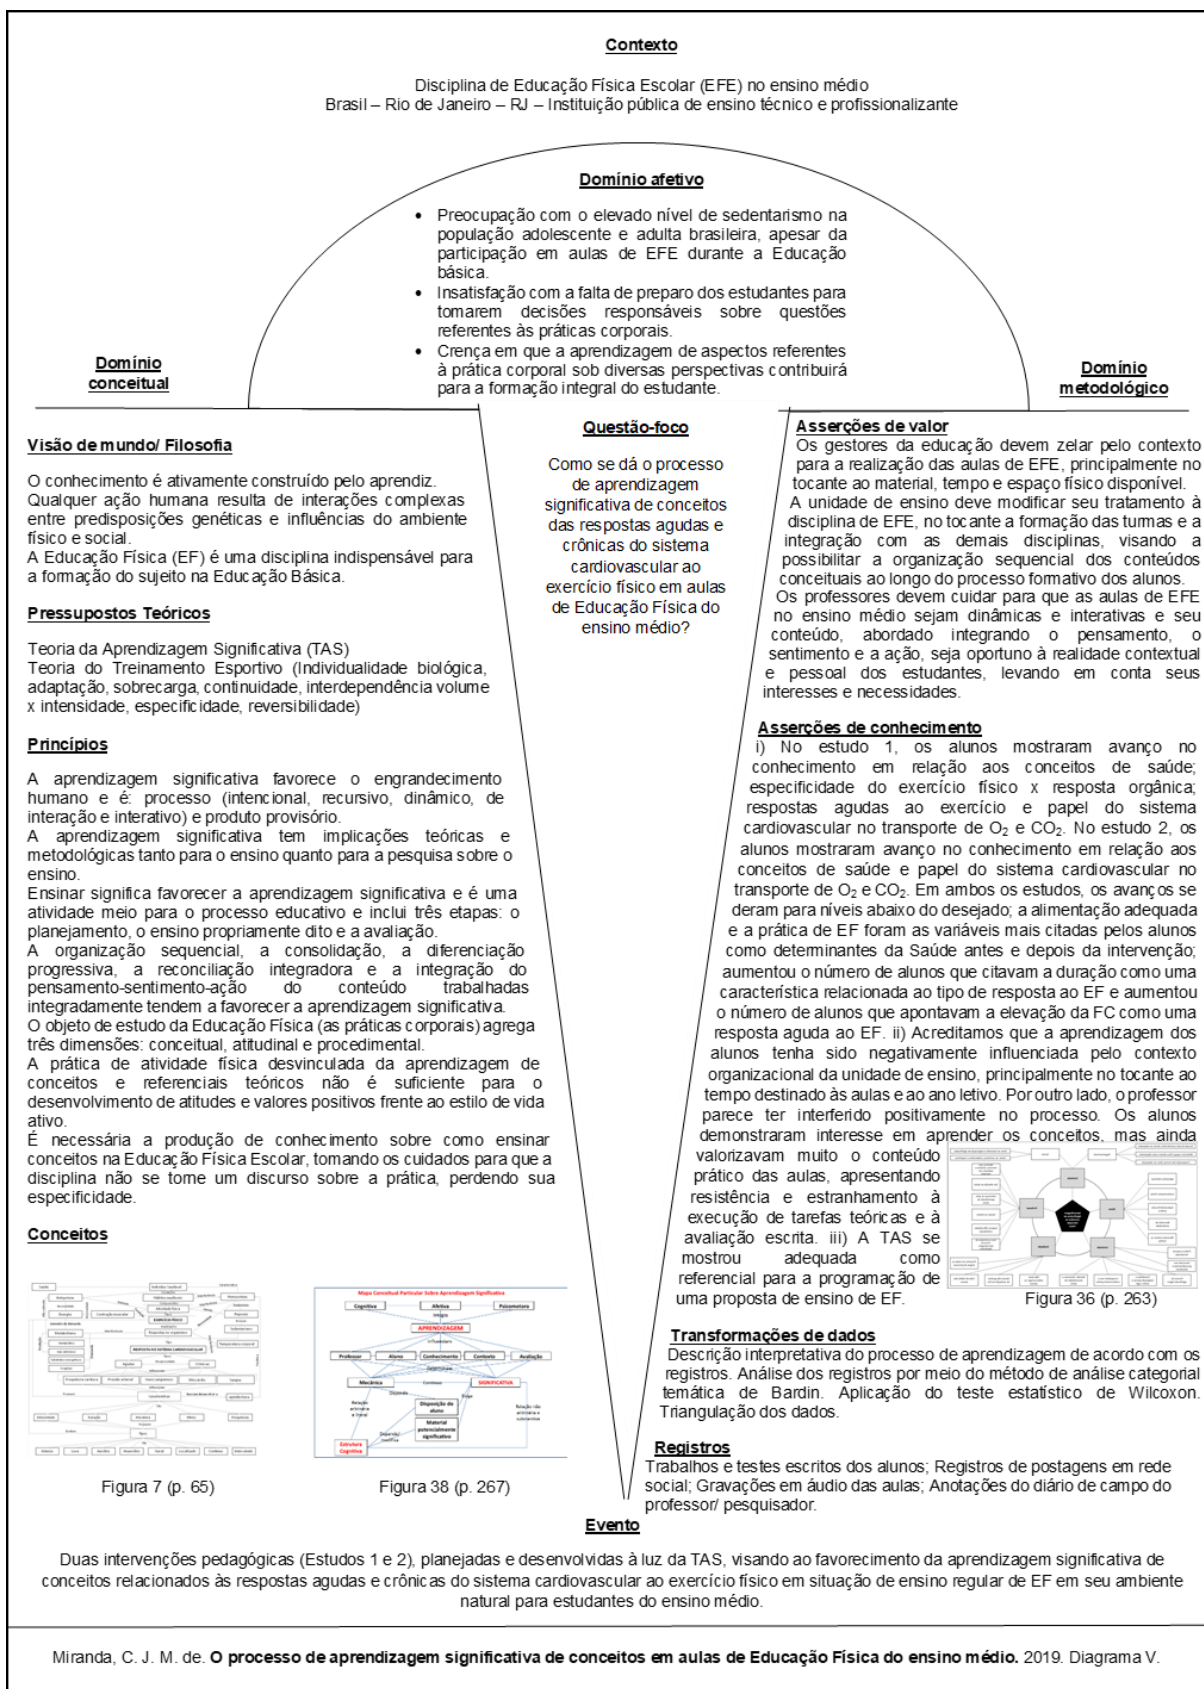 Contexto
Disciplina de Educação Física Escolar (EFE) no ensino médio
Brasil – Rio de Janeiro – RJ – Instituição pública de ensino técnico e profissionalizante
Domínio afetivo
• Preocupação com o elevado nível de sedentarismo na
população adolescente e adulta brasileira, apesar da
participação em aulas de EFE durante a Educação
básica.
• Insatisfação com a falta de preparo dos estudantes para
tomarem decisões responsáveis sobre questões
referentes às práticas corporais.
• Crença em que a aprendizagem de aspectos referentes
à prática corporal sob diversas perspectivas contribuirá
para a formação integral do estudante.
Domínio
conceitual
Visão de mundo/ Filosofia
O conhecimento é ativamente construído pelo aprendiz.
Qualquer ação humana resulta de interações complexas
entre predisposições genéticas e influências do ambiente
físico e social.
A Educação Física (EF) é uma disciplina indispensável para
a formação do sujeito na Educação Básica.
Pressupostos Teóricos
Teoria da Aprendizagem Significativa (TAS)
Teoria do Treinamento Esportivo (Individualidade biológica,
adaptação, sobrecarga, continuidade, interdependência volume
x intensidade, especificidade, reversibilidade)
Princípios
A aprendizagem significativa favorece o engrandecimento
humano e é: processo (intencional, recursivo, dinâmico, de
interação e interativo) e produto provisório.
A aprendizagem significativa tem implicações teóricas e
metodológicas tanto para o ensino quanto para a pesquisa sobre o
ensino.
Ensinar significa favorecer a aprendizagem significativa e é uma
atividade meio para o processo educativo e inclui três etapas: o
planejamento, o ensino propriamente dito e a avaliação.
A organização sequencial, a consolidação, a diferenciação
progressiva, a reconciliação integradora e a integração do
pensamento-sentimento-ação do conteúdo trabalhadas
integradamente tendem a favorecer a aprendizagem significativa.
O objeto de estudo da Educação Física (as práticas corporais) agrega
três dimensões: conceitual, atitudinal e procedimental.
A prática de atividade física desvinculada da aprendizagem de
conceitos e referenciais teóricos não é suficiente para o
desenvolvimento de atitudes e valores positivos frente ao estilo de vida
ativo.
É necessária a produção de conhecimento sobre como ensinar
conceitos na Educação Física Escolar, tomando os cuidados para que a
disciplina não se torne um discurso sobre a prática, perdendo sua
especificidade.
Conceitos
EXERCÍCIO FÍSICO
Figura 7 (p. 65)
Mapa Conceitual Particular Sobre Aprendizagem Significativa
Cognitiva
Afetiva
Psicomotora
APRENDIZAGEM
Professor
Aluno
Conhecimento
Contexto
Avaliação
Mecânica
SIGNIFICATIVA
Disposição do
aluno
Material
potencialmente
significativo
Estrutura
Cognitiva
Figura 38 (p. 267)
Questão-foco
Como se dá o processo
de aprendizagem
significativa de conceitos
das respostas agudas e
crônicas do sistema
cardiovascular ao
exercício físico em aulas
de Educação Física do
ensino médio?
Domínio
metodológico
Asserções de valor
Os gestores da educação devem zelar pelo contexto
para a realização das aulas de EFE, principalmente no
tocante ao material, tempo e espaço físico disponível.
A unidade de ensino deve modificar seu tratamento à
disciplina de EFE, no tocante a formação das turmas e a
integração com as demais disciplinas, visando a
possibilitar a organização sequencial dos conteúdos
conceituais ao longo do processo formativo dos alunos.
Os professores devem cuidar para que as aulas de EFE
no ensino médio sejam dinâmicas e interativas e seu
conteúdo, abordado integrando o pensamento, o
sentimento e a ação, seja oportuno à realidade contextual
e pessoal dos estudantes, levando em conta seus
interesses e necessidades.
Asserções de conhecimento
i) No estudo 1, os alunos mostraram avanço no
conhecimento em relação aos conceitos de saúde;
especificidade do exercício físico x resposta orgânica;
respostas agudas ao exercício e papel do sistema
cardiovascular no transporte de O₂ e CO₂. No estudo 2, os
alunos mostraram avanço no conhecimento em relação aos
conceitos de saúde e papel do sistema cardiovascular no
transporte de O₂ e CO₂. Em ambos os estudos, os avanços se
deram para níveis abaixo do desejado; a alimentação adequada
e a prática de EF foram as variáveis mais citadas pelos alunos
como determinantes da Saúde antes e depois da intervenção;
aumentou o número de alunos que citavam a duração como uma
característica relacionada ao tipo de resposta ao EF e aumentou
o número de alunos que apontavam a elevação da FC como uma
resposta aguda ao EF. ii) Acreditamos que a aprendizagem dos
alunos tenha sido negativamente influenciada pelo contexto
organizacional da unidade de ensino, principalmente no tocante ao
tempo destinado às aulas e ao ano letivo. Por outro lado, o professor
parece ter interferido positivamente no processo. Os alunos
demonstraram interesse em aprender os conceitos, mas ainda
valorizavam muito o conteúdo
prático das aulas, apresentando
resistência e estranhamento à
execução de tarefas teóricas e à
avaliação escrita. iii) A TAS se
mostrou adequada como
referencial para a programação de
uma proposta de ensino de EF.
Figura 36 (p. 263)
Transformações de dados
Descrição interpretativa do processo de aprendizagem de acordo com os
registros. Análise dos registros por meio do método de análise categorial
temática de Bardin. Aplicação do teste estatístico de Wilcoxon.
Triangulação dos dados.
Registros
Trabalhos e testes escritos dos alunos; Registros de postagens em rede
social; Gravações em áudio das aulas; Anotações do diário de campo do
professor/ pesquisador.
Evento
Duas intervenções pedagógicas (Estudos 1 e 2), planejadas e desenvolvidas à luz da TAS, visando ao favorecimento da aprendizagem significativa de
conceitos relacionados às respostas agudas e crônicas do sistema cardiovascular ao exercício físico em situação de ensino regular de EF em seu ambiente
natural para estudantes do ensino médio.
Miranda, C. J. M. de. O processo de aprendizagem significativa de conceitos em aulas de Educação Física do ensino médio. 2019. Diagrama V.